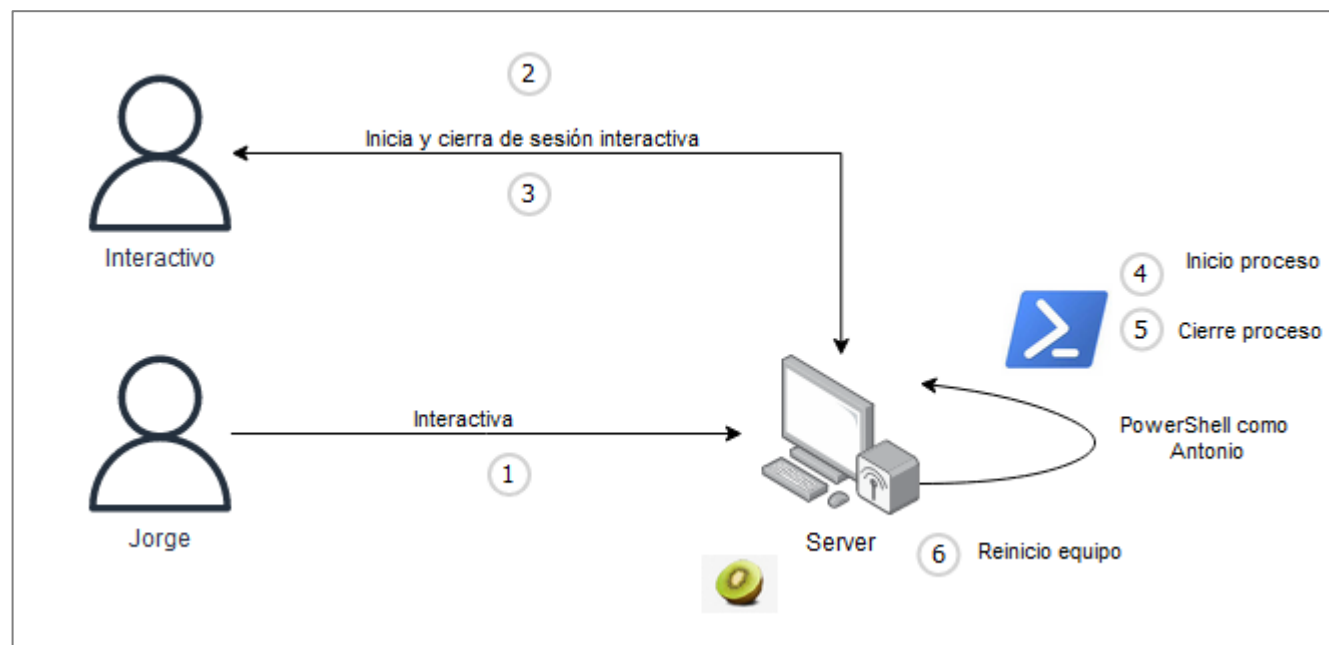 2
Inicia y cierra de sesión interactiva
3
Interactivo
4
Inicio proceso
5
Cierre proceso
Interactiva
1
PowerShell como
Antonio
Jorge
Server
6
Reinicio equipo